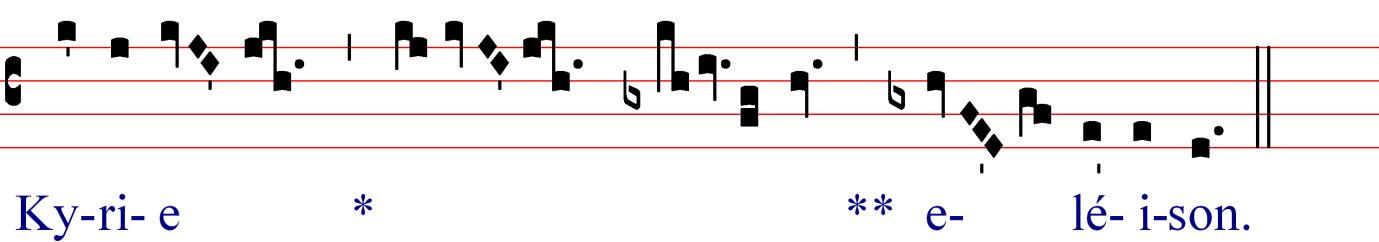 Ky-ri- e * ** e- lé- i-son.